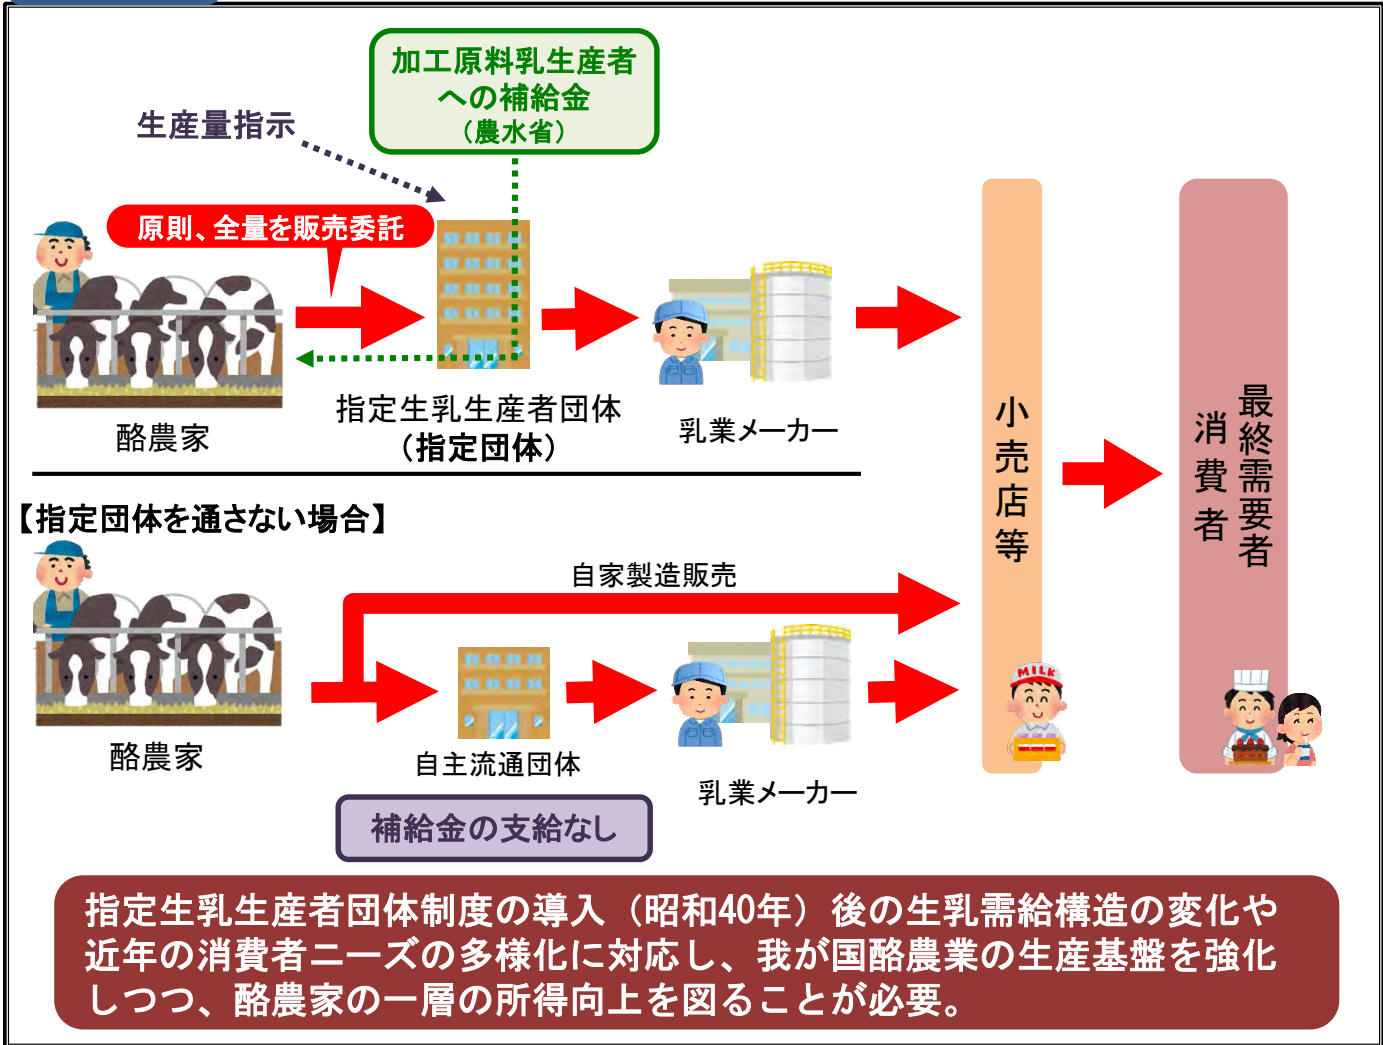 加工原料乳生産者
への補給金
（農水省）
生産量指示
原則、全量を販売委託
酪農家
指定生乳生産者団体
（指定団体）
乳業メーカー
【指定団体を通さない場合】
自家製造販売
酪農家
自主流通団体
乳業メーカー
補給金の支給なし
小売店等
MILK
最終需要者
消費者
指定生乳生産者団体制度の導入（昭和40年）後の生乳需給構造の変化や
近年の消費者ニーズの多様化に対応し、我が国酪農業の生産基盤を強化
しつつ、酪農家の一層の所得向上を図ることが必要。